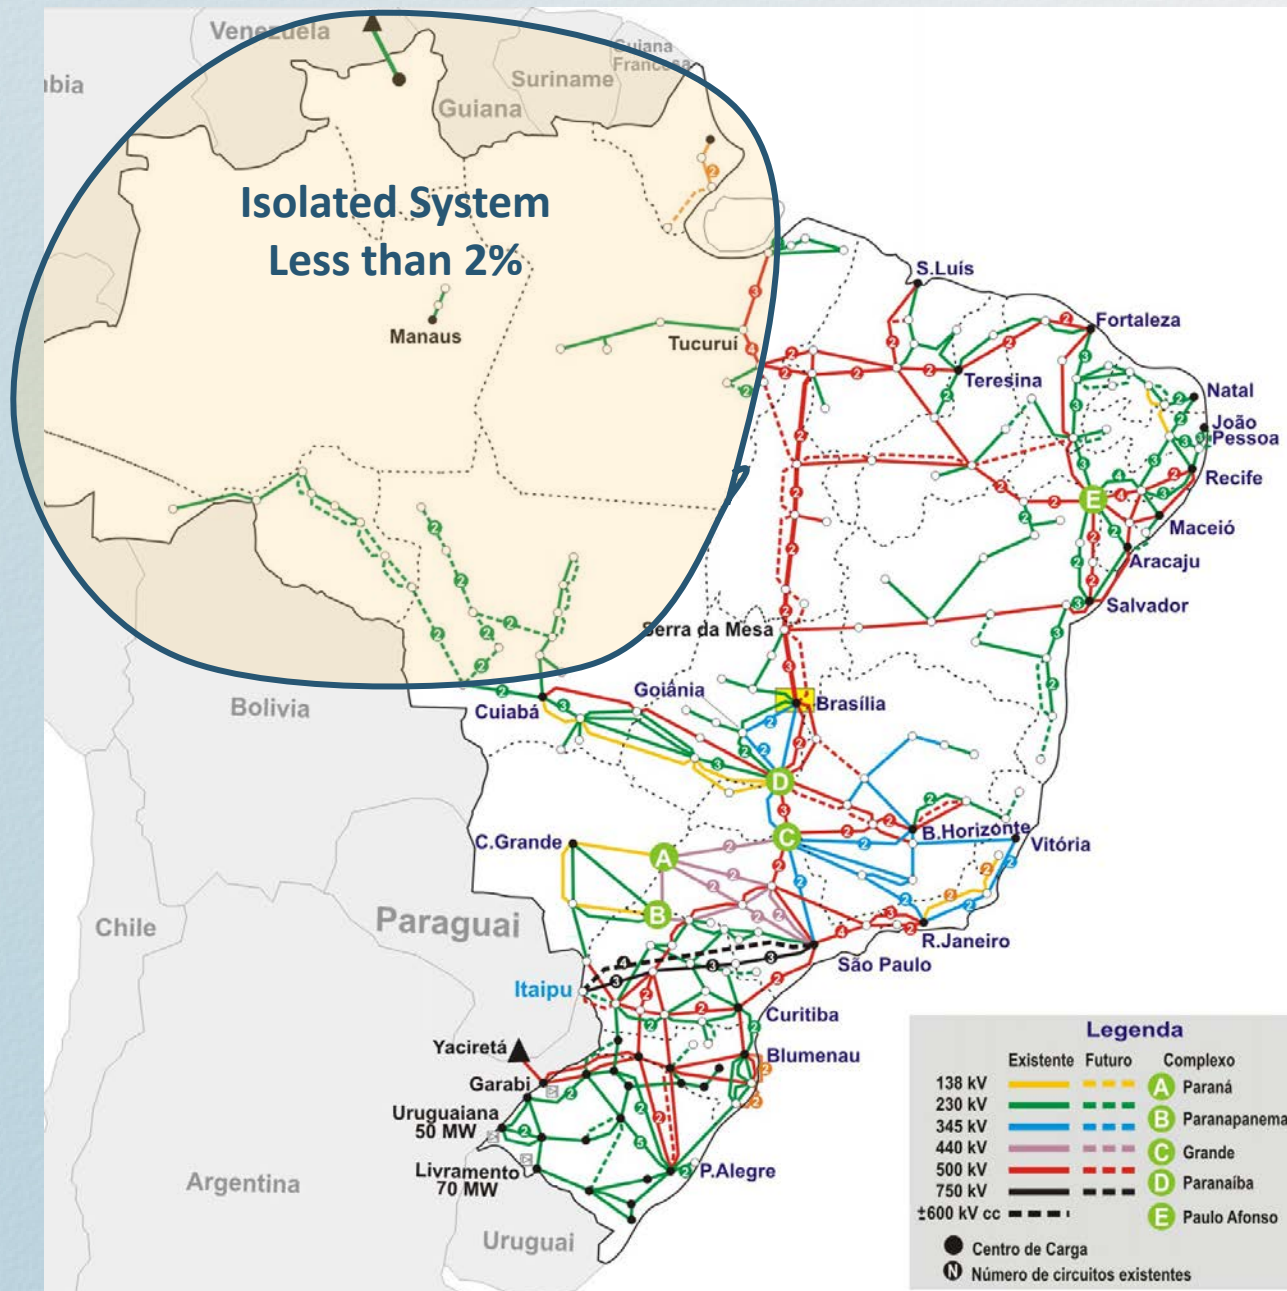 Venezuela
Guiana
Francesa
Suriname
Guiana
Isolated System
Less than 2%
Manaus
Tucuruí
S.Luís
Fortaleza
Teresina
Natal
João
Pessoa
Recife
E
Maceió
Aracaju
Salvador
Serra da Mesa
Goiânia
Brasília
Bolivia
Cuiabá
D
C.Grande
A
C
B.Horizonte
Vitória
B
Paraguai
Chile
R.Janeiro
São Paulo
Itaipu
Curitiba
Yaciretá
Blumenau
Garabi
Uruguaiana
50 MW
Livramento
70 MW
P.Alegre
Argentina
Uruguai
Legenda
Existente Futuro Complexo
138 kV A Paraná
230 kV B Paranapanema
345 kV C Grande
440 kV
500 kV D Paranaíba
750 kV E Paulo Afonso
±600 kV cc
Centro de Carga
N Número de circuitos existentes